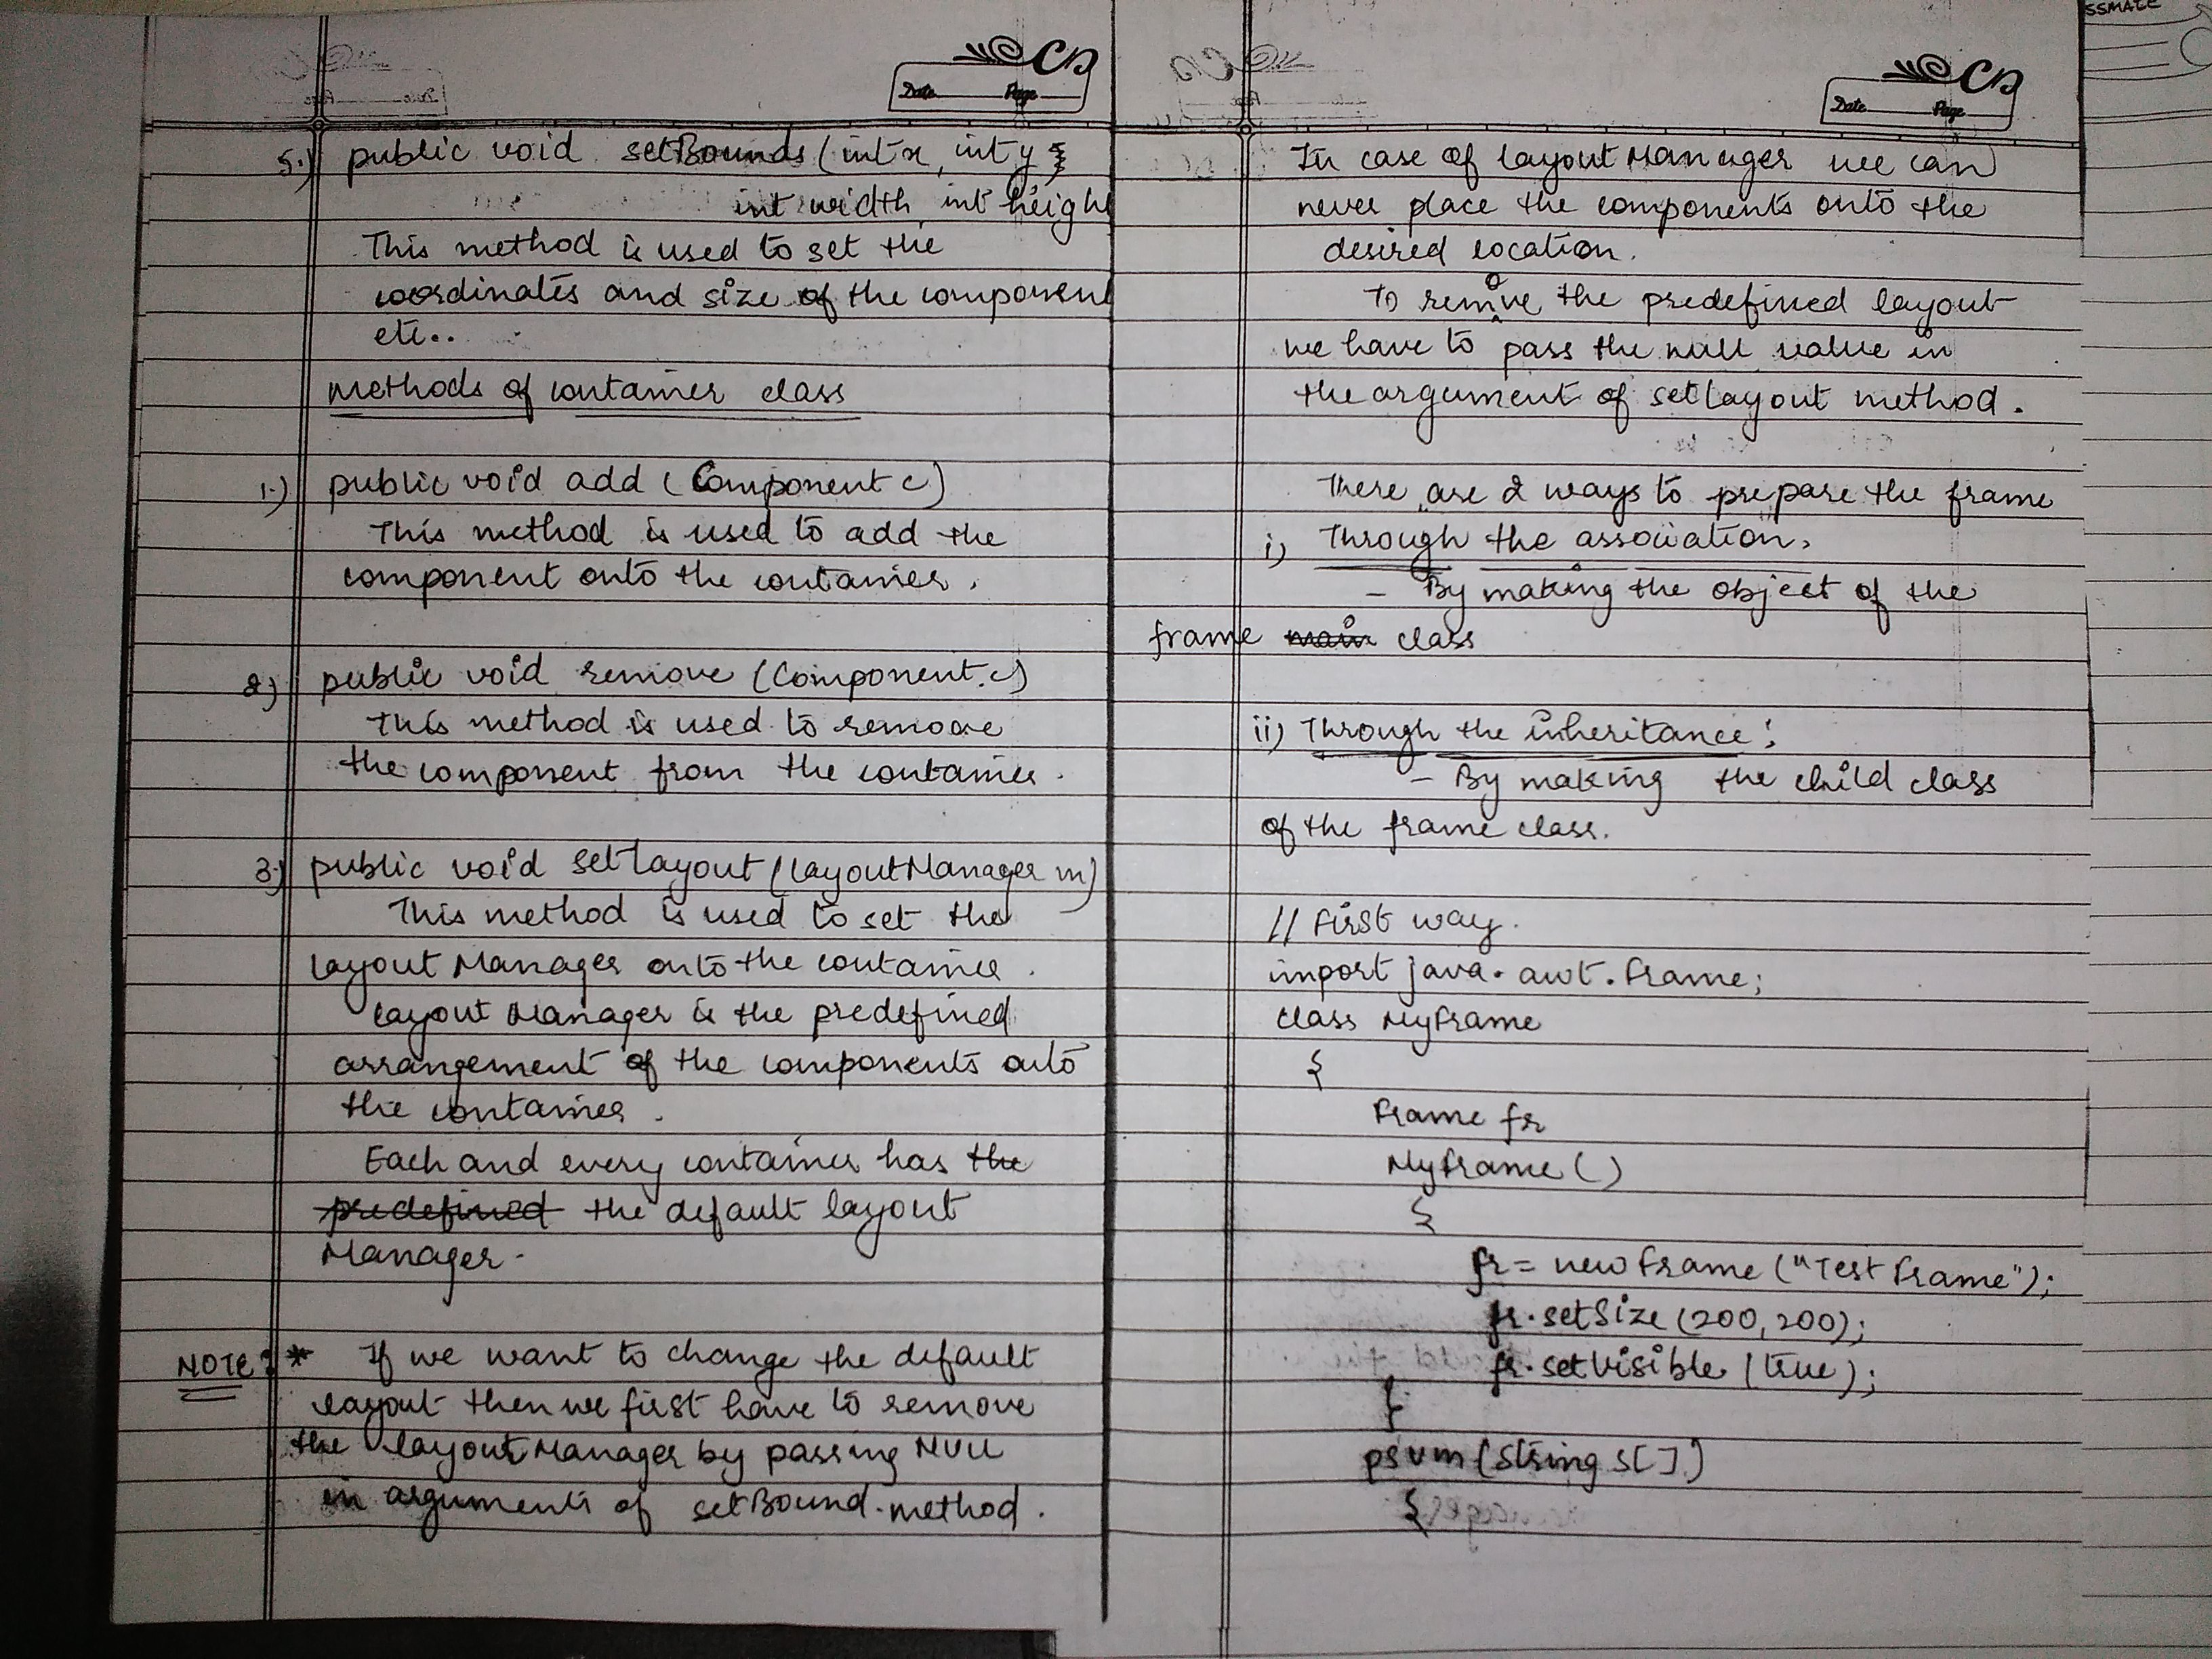 CD
Date Page
5.) public void setBounds (int x, int y
int width, int height
This method is used to set the
coordinates and size of the component
etc..
methods of container class
1.) public void add (Component c)
This method is used to add the
component onto the container.
2) public void remove (Component c)
This method is used to remove
the component from the container.
3.) public void setlayout (layoutManager m)
This method is used to set the
layout Manager onto the container.
layout Manager is the predefined
arrangement of the components onto
the container.
Each and every container has the
predefined the default layout
Manager.
NOTE: * If we want to change the default
layout then we first have to remove
the layoutManager by passing NULL
in arguments of setBound method.
CD
Date Page
In case of layoutManager we can
never place the components onto the
desired location.
To remove the predefined layout
we have to pass the null value in
the argument of setlayout method.
There are 2 ways to prepare the frame
i) Through the association.
- By making the object of the
frame main class
ii) Through the inheritance:
- By making the child class
of the frame class.
// First way.
import java.awt.Frame;
class MyFrame
{
Frame fr
MyFrame ()
{
fr = new Frame ("Test Frame");
fr.setSize (200, 200);
fr.setVisible (true);
}
psvm (String s[])
{
SSMATE